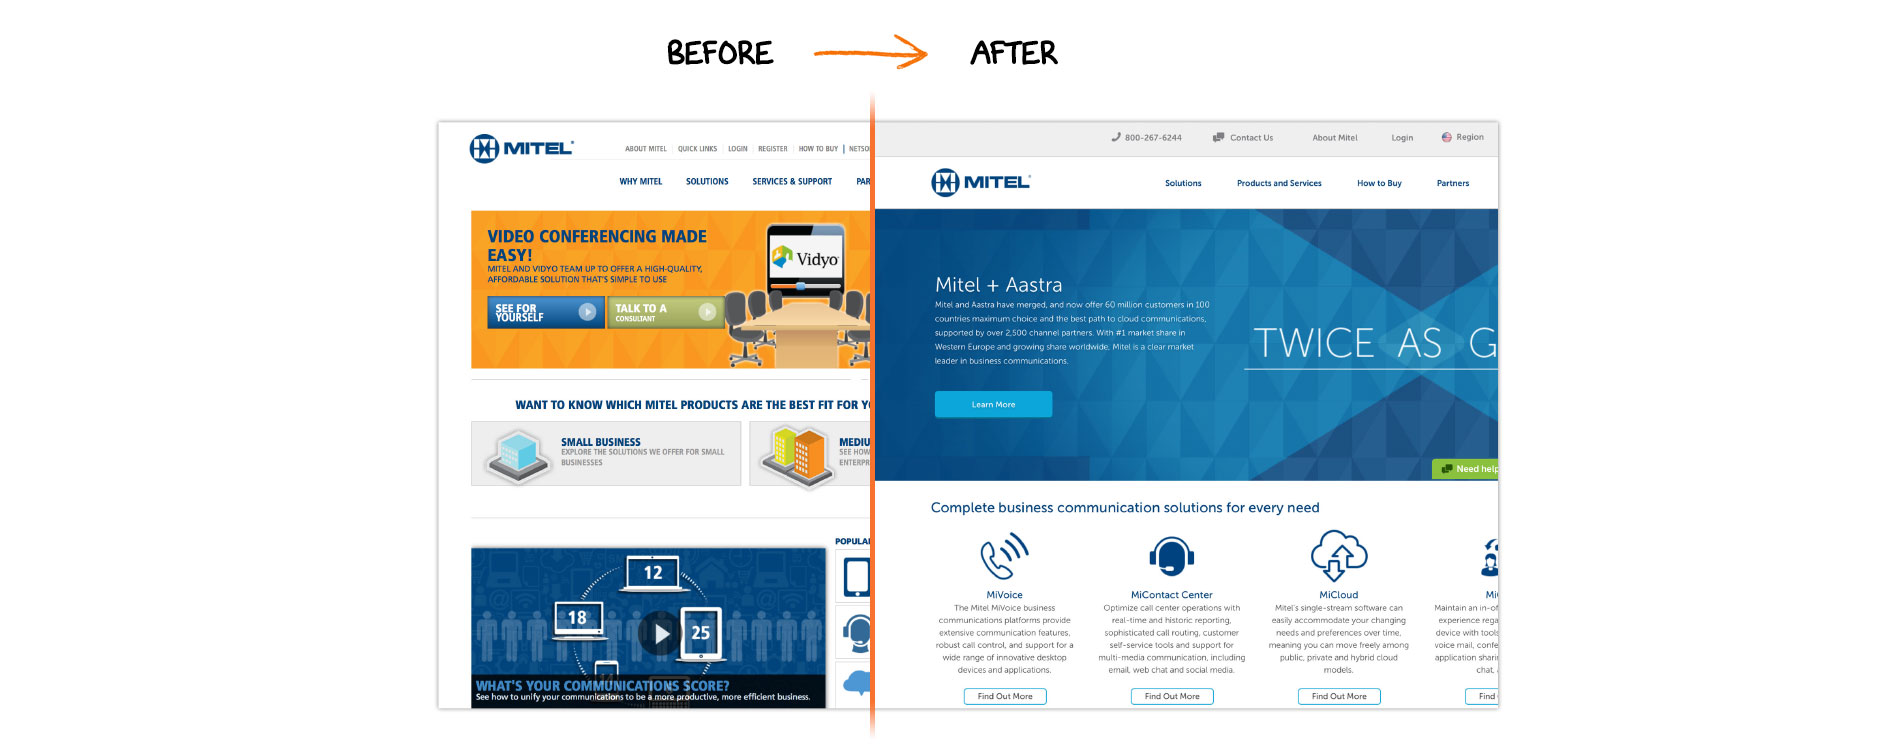 BEFORE
AFTER
MITEL
ABOUT MITEL
QUICK LINKS
LOGIN
REGISTER
HOW TO BUY
WHY MITEL
SOLUTIONS
SERVICES & SUPPORT
VIDEO CONFERENCING MADE
EASY!
MITEL AND VIDYO TEAM UP TO OFFER A HIGH-QUALITY,
AFFORDABLE SOLUTION THAT'S SIMPLE TO USE
SEE FOR
YOURSELF
TALK TO A
CONSULTANT
Vidyo
WANT TO KNOW WHICH MITEL PRODUCTS ARE THE BEST FIT FOR
SMALL BUSINESS
EXPLORE THE SOLUTIONS WE OFFER FOR SMALL
BUSINESSES
SEE HOW
12
18
25
WHAT'S YOUR COMMUNICATIONS SCORE?
See how to unify your communications to be a more productive, more efficient business.
800-267-6244
Contact Us
About Mitel
Login
Region
MITEL
Solutions
Products and Services
How to Buy
Partners
Mitel + Aastra
Mitel and Aastra have merged, and now offer 60 million customers in 100
countries maximum choice and the best path to cloud communications,
supported by over 2,500 channel partners. With #1 market share in
Western Europe and growing share worldwide, Mitel is a clear market
leader in business communications.
Learn More
TWICE AS G
Need help
Complete business communication solutions for every need
MiVoice
The Mitel MiVoice business
communications platforms provide
extensive communication features,
robust call control, and support for a
wide range of innovative desktop
devices and applications.
Find Out More
MiContact Center
Optimize call center operations with
real-time and historic reporting,
sophisticated call routing, customer
self-service tools and support for
multi-media communication, including
email, web chat and social media.
Find Out More
MiCloud
Mitel's single-stream software can
easily accommodate your changing
needs and preferences over time,
meaning you can move freely among
public, private and hybrid cloud
models.
Find Out More
Maintain an in-of
experience rega
device with tools
voice mail, confe
application sharin
chat,
Find